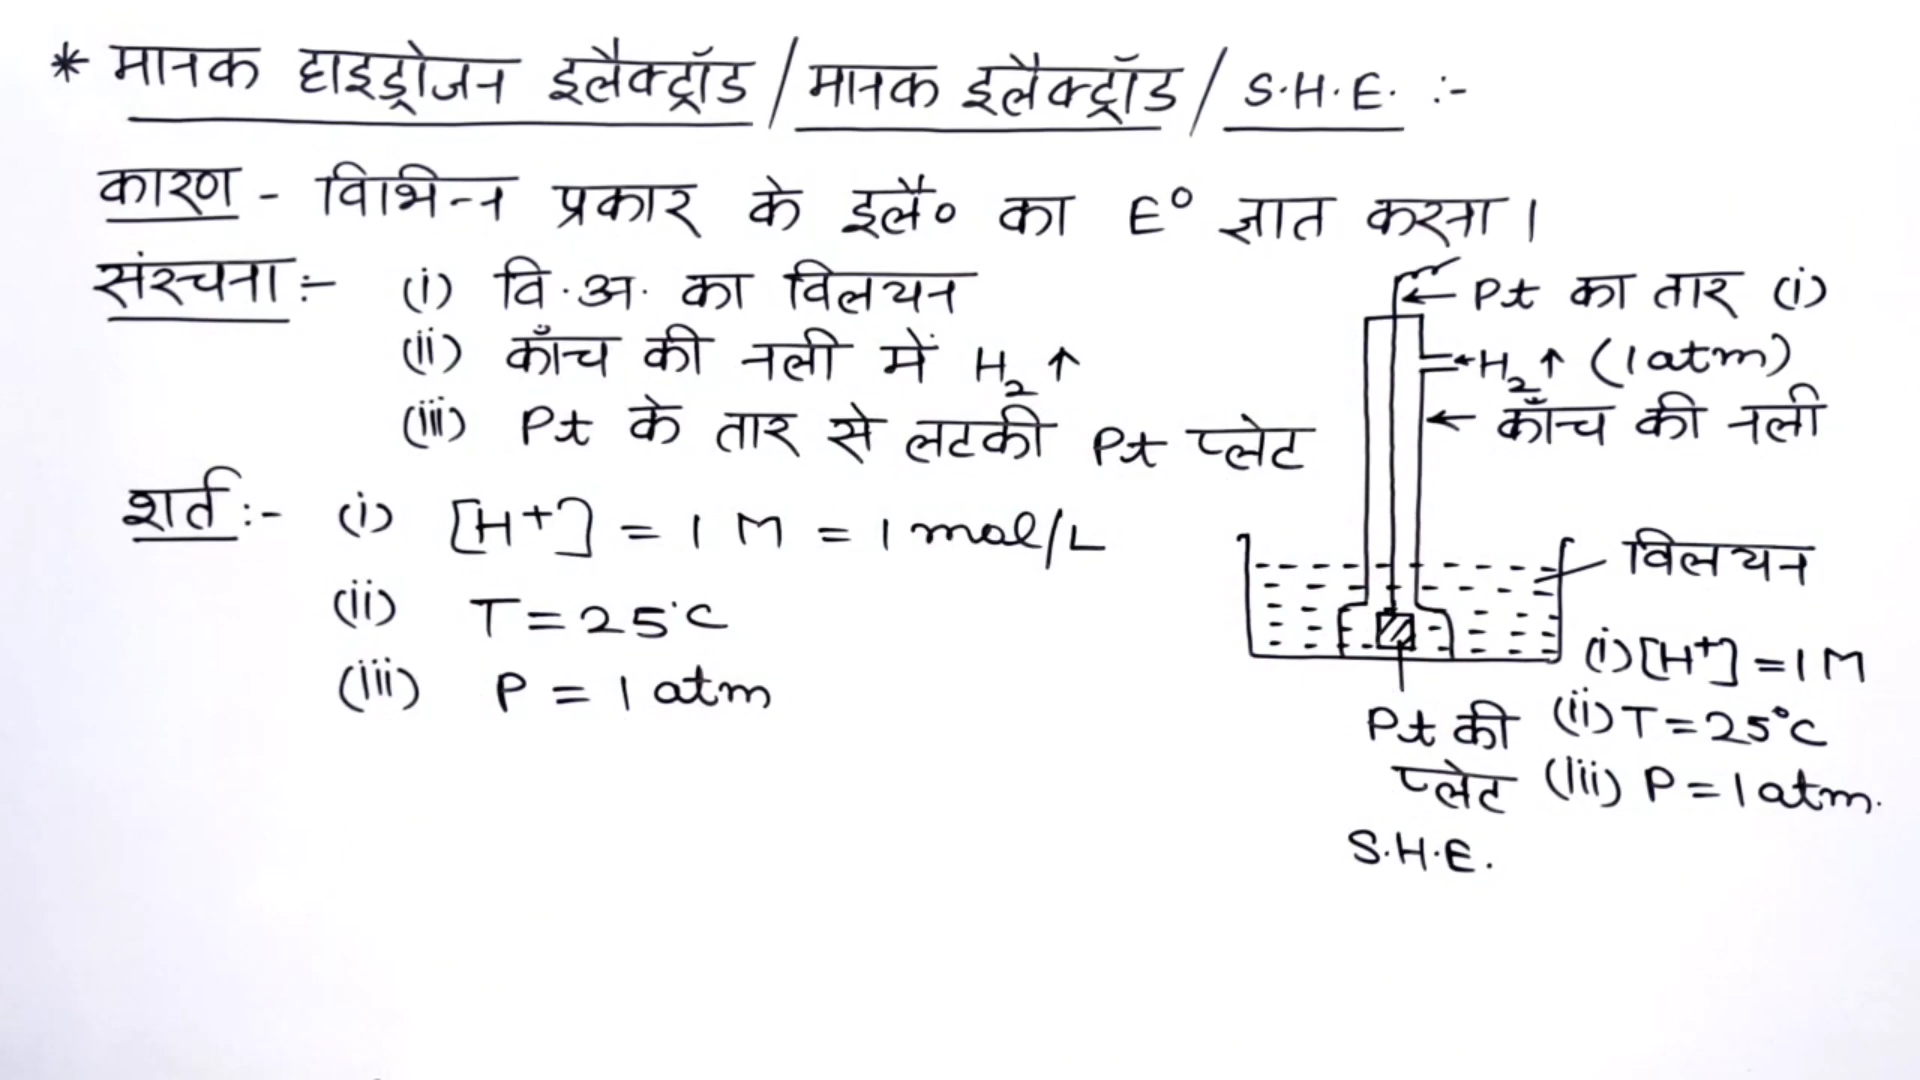 * मानक हाइड्रोजन इलैक्ट्रॉड / मानक इलैक्ट्रॉड / S.H.E. :-
कारण - विभिन्न प्रकार के इलै० का E° ज्ञात करना।
संरचना :- (i) वि.अ. का विलयन
(ii) काँच की नली में H₂↑
(iii) Pt के तार से लटकी Pt प्लेट
शर्त :- (i) [H⁺] = 1 M = 1 mol/L
(ii) T = 25°C
(iii) P = 1 atm
← Pt का तार (i)
← H₂↑ (1 atm)
← काँच की नली
विलयन
(i) [H⁺] = 1 M
(ii) T = 25°C
(iii) P = 1 atm.
Pt की
प्लेट
S.H.E.